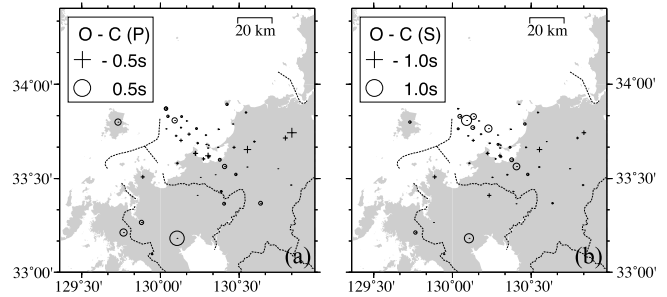 O - C (P)
- 0.5s
0.5s
20 km
34°00'
33°30'
33°00'
129°30'
130°00'
130°30'
(a)
O - C (S)
- 1.0s
1.0s
20 km
34°00'
33°30'
33°00'
129°30'
130°00'
130°30'
(b)